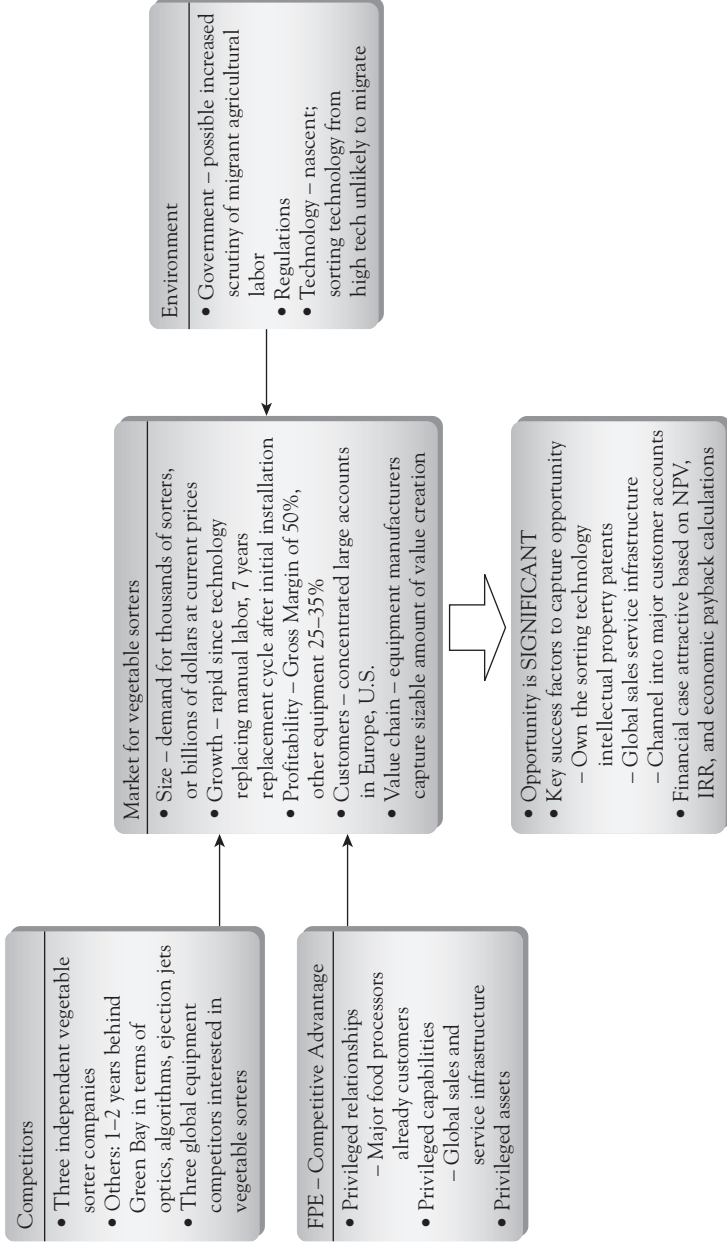 Competitors
• Three independent vegetable
sorter companies
• Others: 1–2 years behind
Green Bay in terms of
optics, algorithms, ejection jets
• Three global equipment
competitors interested in
vegetable sorters
FPE – Competitive Advantage
• Privileged relationships
– Major food processors
already customers
• Privileged capabilities
– Global sales and
service infrastructure
• Privileged assets
Market for vegetable sorters
• Size – demand for thousands of sorters,
or billions of dollars at current prices
• Growth – rapid since technology
replacing manual labor, 7 years
replacement cycle after initial installation
• Profitability – Gross Margin of 50%,
other equipment 25–35%
• Customers – concentrated large accounts
in Europe, U.S.
• Value chain – equipment manufacturers
capture sizable amount of value creation
• Opportunity is SIGNIFICANT
• Key success factors to capture opportunity
– Own the sorting technology
intellectual property patents
– Global sales service infrastructure
– Channel into major customer accounts
• Financial case attractive based on NPV,
IRR, and economic payback calculations
Environment
• Government – possible increased
scrutiny of migrant agricultural
labor
• Regulations
• Technology – nascent;
sorting technology from
high tech unlikely to migrate